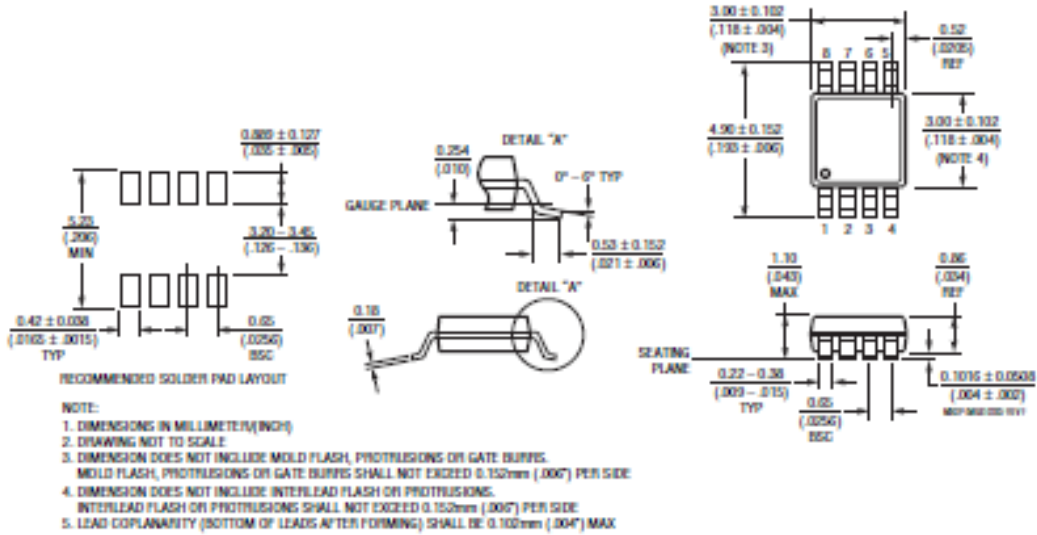 3.00 ± 0.102
(.118 ± .004)
(NOTE 3)
0.52
(.0205)
REF
8 7 6 5
0.889 ± 0.127
(.035 ± .005)
DETAIL "A"
0.254
(.010)
0° – 6° TYP
4.90 ± 0.152
(.193 ± .006)
3.00 ± 0.102
(.118 ± .004)
(NOTE 4)
GAUGE PLANE
5.23
(.206)
MIN
3.20 – 3.45
(.126 – .136)
0.53 ± 0.152
(.021 ± .006)
1 2 3 4
1.10
(.043)
MAX
0.86
(.034)
REF
DETAIL "A"
0.42 ± 0.038
(.0165 ± .0015)
TYP
0.65
(.0256)
BSC
0.18
(.007)
SEATING
PLANE
0.22 – 0.38
(.009 – .015)
TYP
0.1016 ± 0.0508
(.004 ± .002)
0.65
(.0256)
BSC
RECOMMENDED SOLDER PAD LAYOUT
NOTE:
1. DIMENSIONS IN MILLIMETER/(INCH)
2. DRAWING NOT TO SCALE
3. DIMENSION DOES NOT INCLUDE MOLD FLASH, PROTRUSIONS OR GATE BURRS.
MOLD FLASH, PROTRUSIONS OR GATE BURRS SHALL NOT EXCEED 0.152mm (.006") PER SIDE
4. DIMENSION DOES NOT INCLUDE INTERLEAD FLASH OR PROTRUSIONS.
INTERLEAD FLASH OR PROTRUSIONS SHALL NOT EXCEED 0.152mm (.006") PER SIDE
5. LEAD COPLANARITY (BOTTOM OF LEADS AFTER FORMING) SHALL BE 0.102mm (.004") MAX